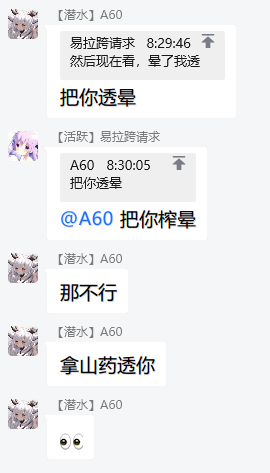 【潜水】A60
易拉跨请求 8:29:46
然后现在看，晕了我透
把你透晕
【活跃】易拉跨请求
A60 8:30:05
把你透晕
@A60 把你榨晕
【潜水】A60
那不行
【潜水】A60
拿山药透你
【潜水】A60
👀